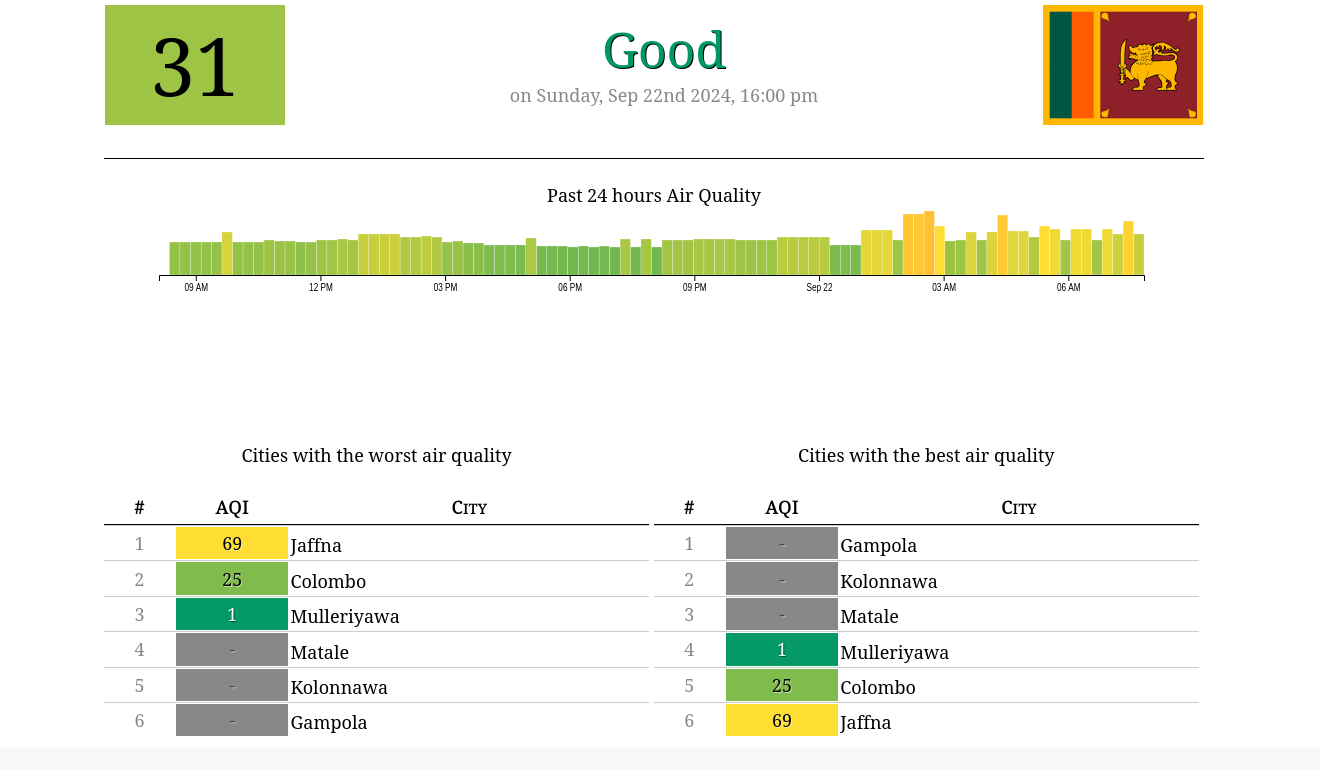 31
Good
on Sunday, Sep 22nd 2024, 16:00 pm
Past 24 hours Air Quality
09 AM 12 PM 03 PM 06 PM 09 PM Sep 22 03 AM 06 AM
Cities with the worst air quality
# AQI City
1 69 Jaffna
2 25 Colombo
3 1 Mulleriyawa
4 - Matale
5 - Kolonnawa
6 - Gampola
Cities with the best air quality
# AQI City
1 - Gampola
2 - Kolonnawa
3 - Matale
4 1 Mulleriyawa
5 25 Colombo
6 69 Jaffna